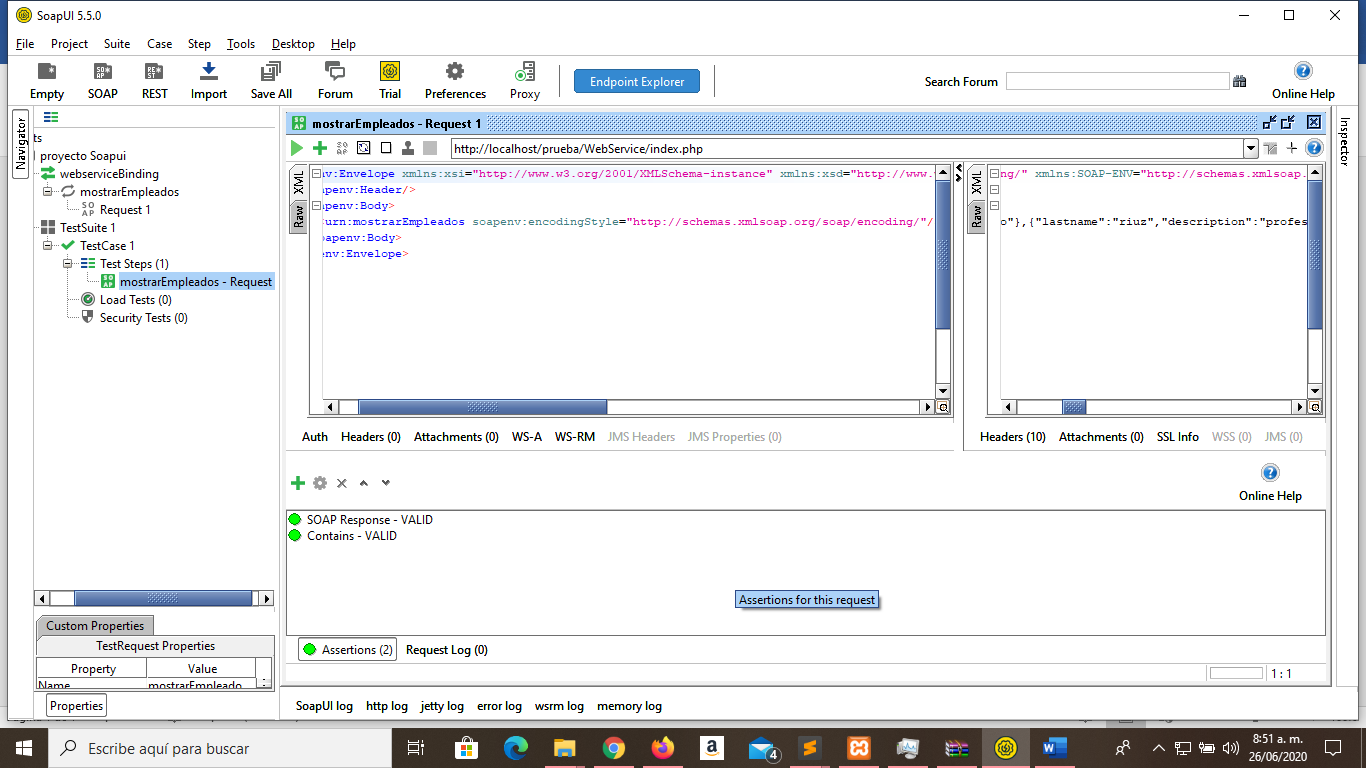 SoapUI 5.5.0
File Project Suite Case Step Tools Desktop Help
Empty SOAP REST Import Save All Forum Trial Preferences Proxy Endpoint Explorer Search Forum Online Help
Navigator
ts
proyecto Soapui
webserviceBinding
mostrarEmpleados
Request 1
TestSuite 1
TestCase 1
Test Steps (1)
mostrarEmpleados - Request
Load Tests (0)
Security Tests (0)
Custom Properties
TestRequest Properties
Property Value
Name mostrarEmpleado
Properties
mostrarEmpleados - Request 1
http://localhost/prebua/WebService/index.php
XML
Raw
nv:Envelope xmlns:xsi="http://www.w3.org/2001/XMLSchema-instance" xmlns:xsd="http://www.
apenv:Header/>
apenv:Body>
urn:mostrarEmpleados soapenv:encodingStyle="http://schemas.xmlsoap.org/soap/encoding/"/
oapenv:Body>
env:Envelope>
XML
Raw
ng/" xmlns:SOAP-ENV="http://schemas.xmlsoap.
o"},{"lastname":"riuz","description":"profes
Auth Headers (0) Attachments (0) WS-A WS-RM JMS Headers JMS Properties (0)
Headers (10) Attachments (0) SSL Info WSS (0) JMS (0)
Online Help
SOAP Response - VALID
Contains - VALID
Assertions for this request
Assertions (2) Request Log (0)
1 : 1
SoapUI log http log jetty log error log wsrm log memory log
Inspector
Escribe aquí para buscar
4
8:51 a. m.
26/06/2020